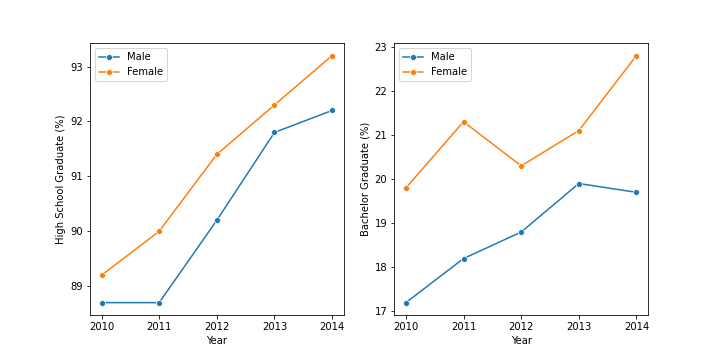 High School Graduate (%)
93
92
91
90
89
Male
Female
2010 2011 2012 2013 2014
Year
Bachelor Graduate (%)
23
22
21
20
19
18
17
Male
Female
2010 2011 2012 2013 2014
Year